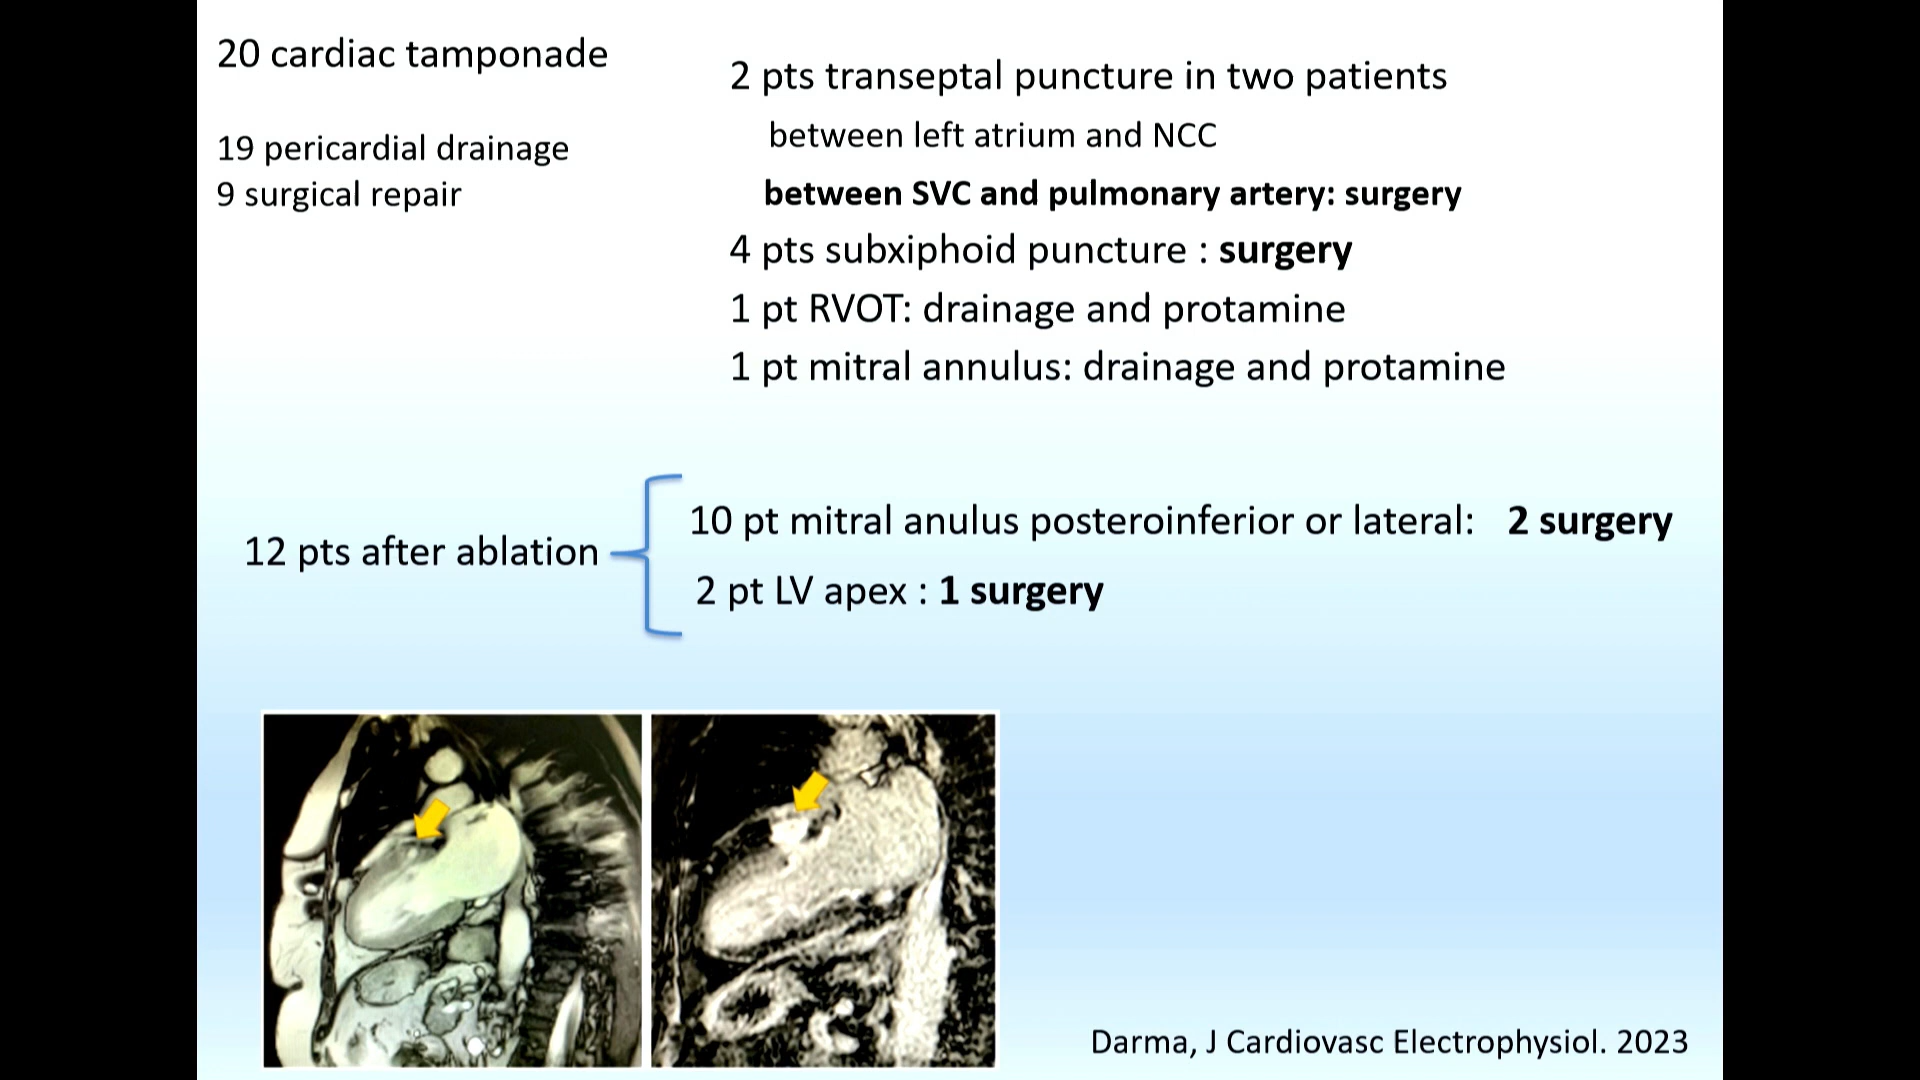 20 cardiac tamponade
19 pericardial drainage
9 surgical repair
2 pts transeptal puncture in two patients
between left atrium and NCC
between SVC and pulmonary artery: surgery
4 pts subxiphoid puncture : surgery
1 pt RVOT: drainage and protamine
1 pt mitral annulus: drainage and protamine
12 pts after ablation
10 pt mitral anulus posteroinferior or lateral: 2 surgery
2 pt LV apex : 1 surgery
Darma, J Cardiovasc Electrophysiol. 2023